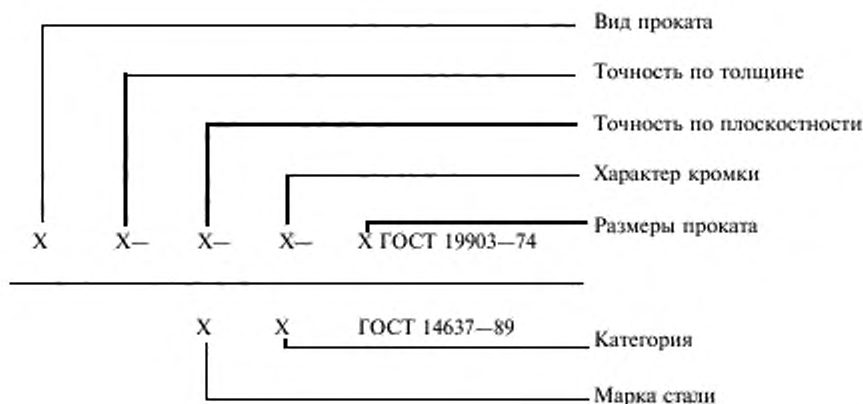 Вид проката
Точность по толщине
Точность по плоскостности
Характер кромки
Размеры проката
X X— X— X— X ГОСТ 19903—74
X X ГОСТ 14637—89
Категория
Марка стали